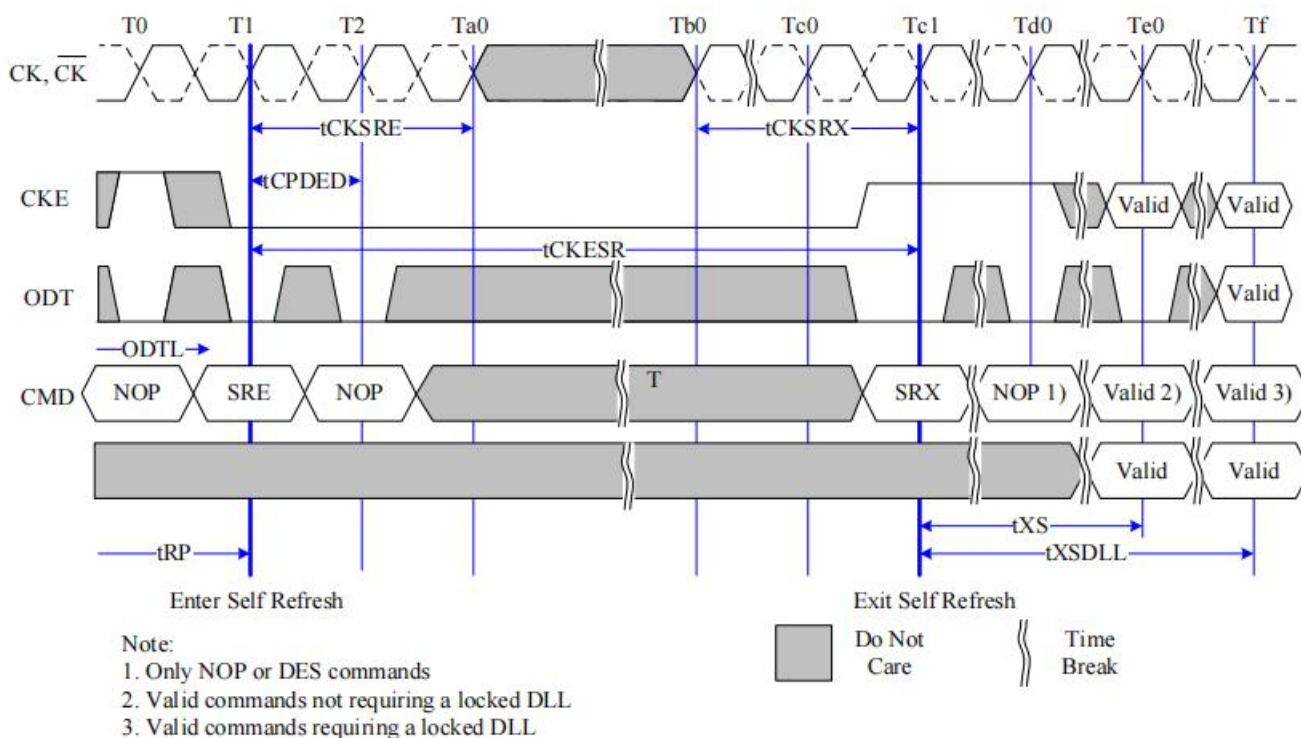 T0 T1 T2 Ta0 Tb0 Tc0 Tc1 Td0 Te0 Tf
CK, CK
tCKSRE tCKSRX
tCPDED
CKE Valid Valid
tCKESR
ODT Valid
ODTL
T
CMD NOP SRE NOP SRX NOP 1) Valid 2) Valid 3)
Valid Valid
tXS
tRP tXSDLL
Enter Self Refresh Exit Self Refresh
Do Not Care
Time Break
Note:
1. Only NOP or DES commands
2. Valid commands not requiring a locked DLL
3. Valid commands requiring a locked DLL